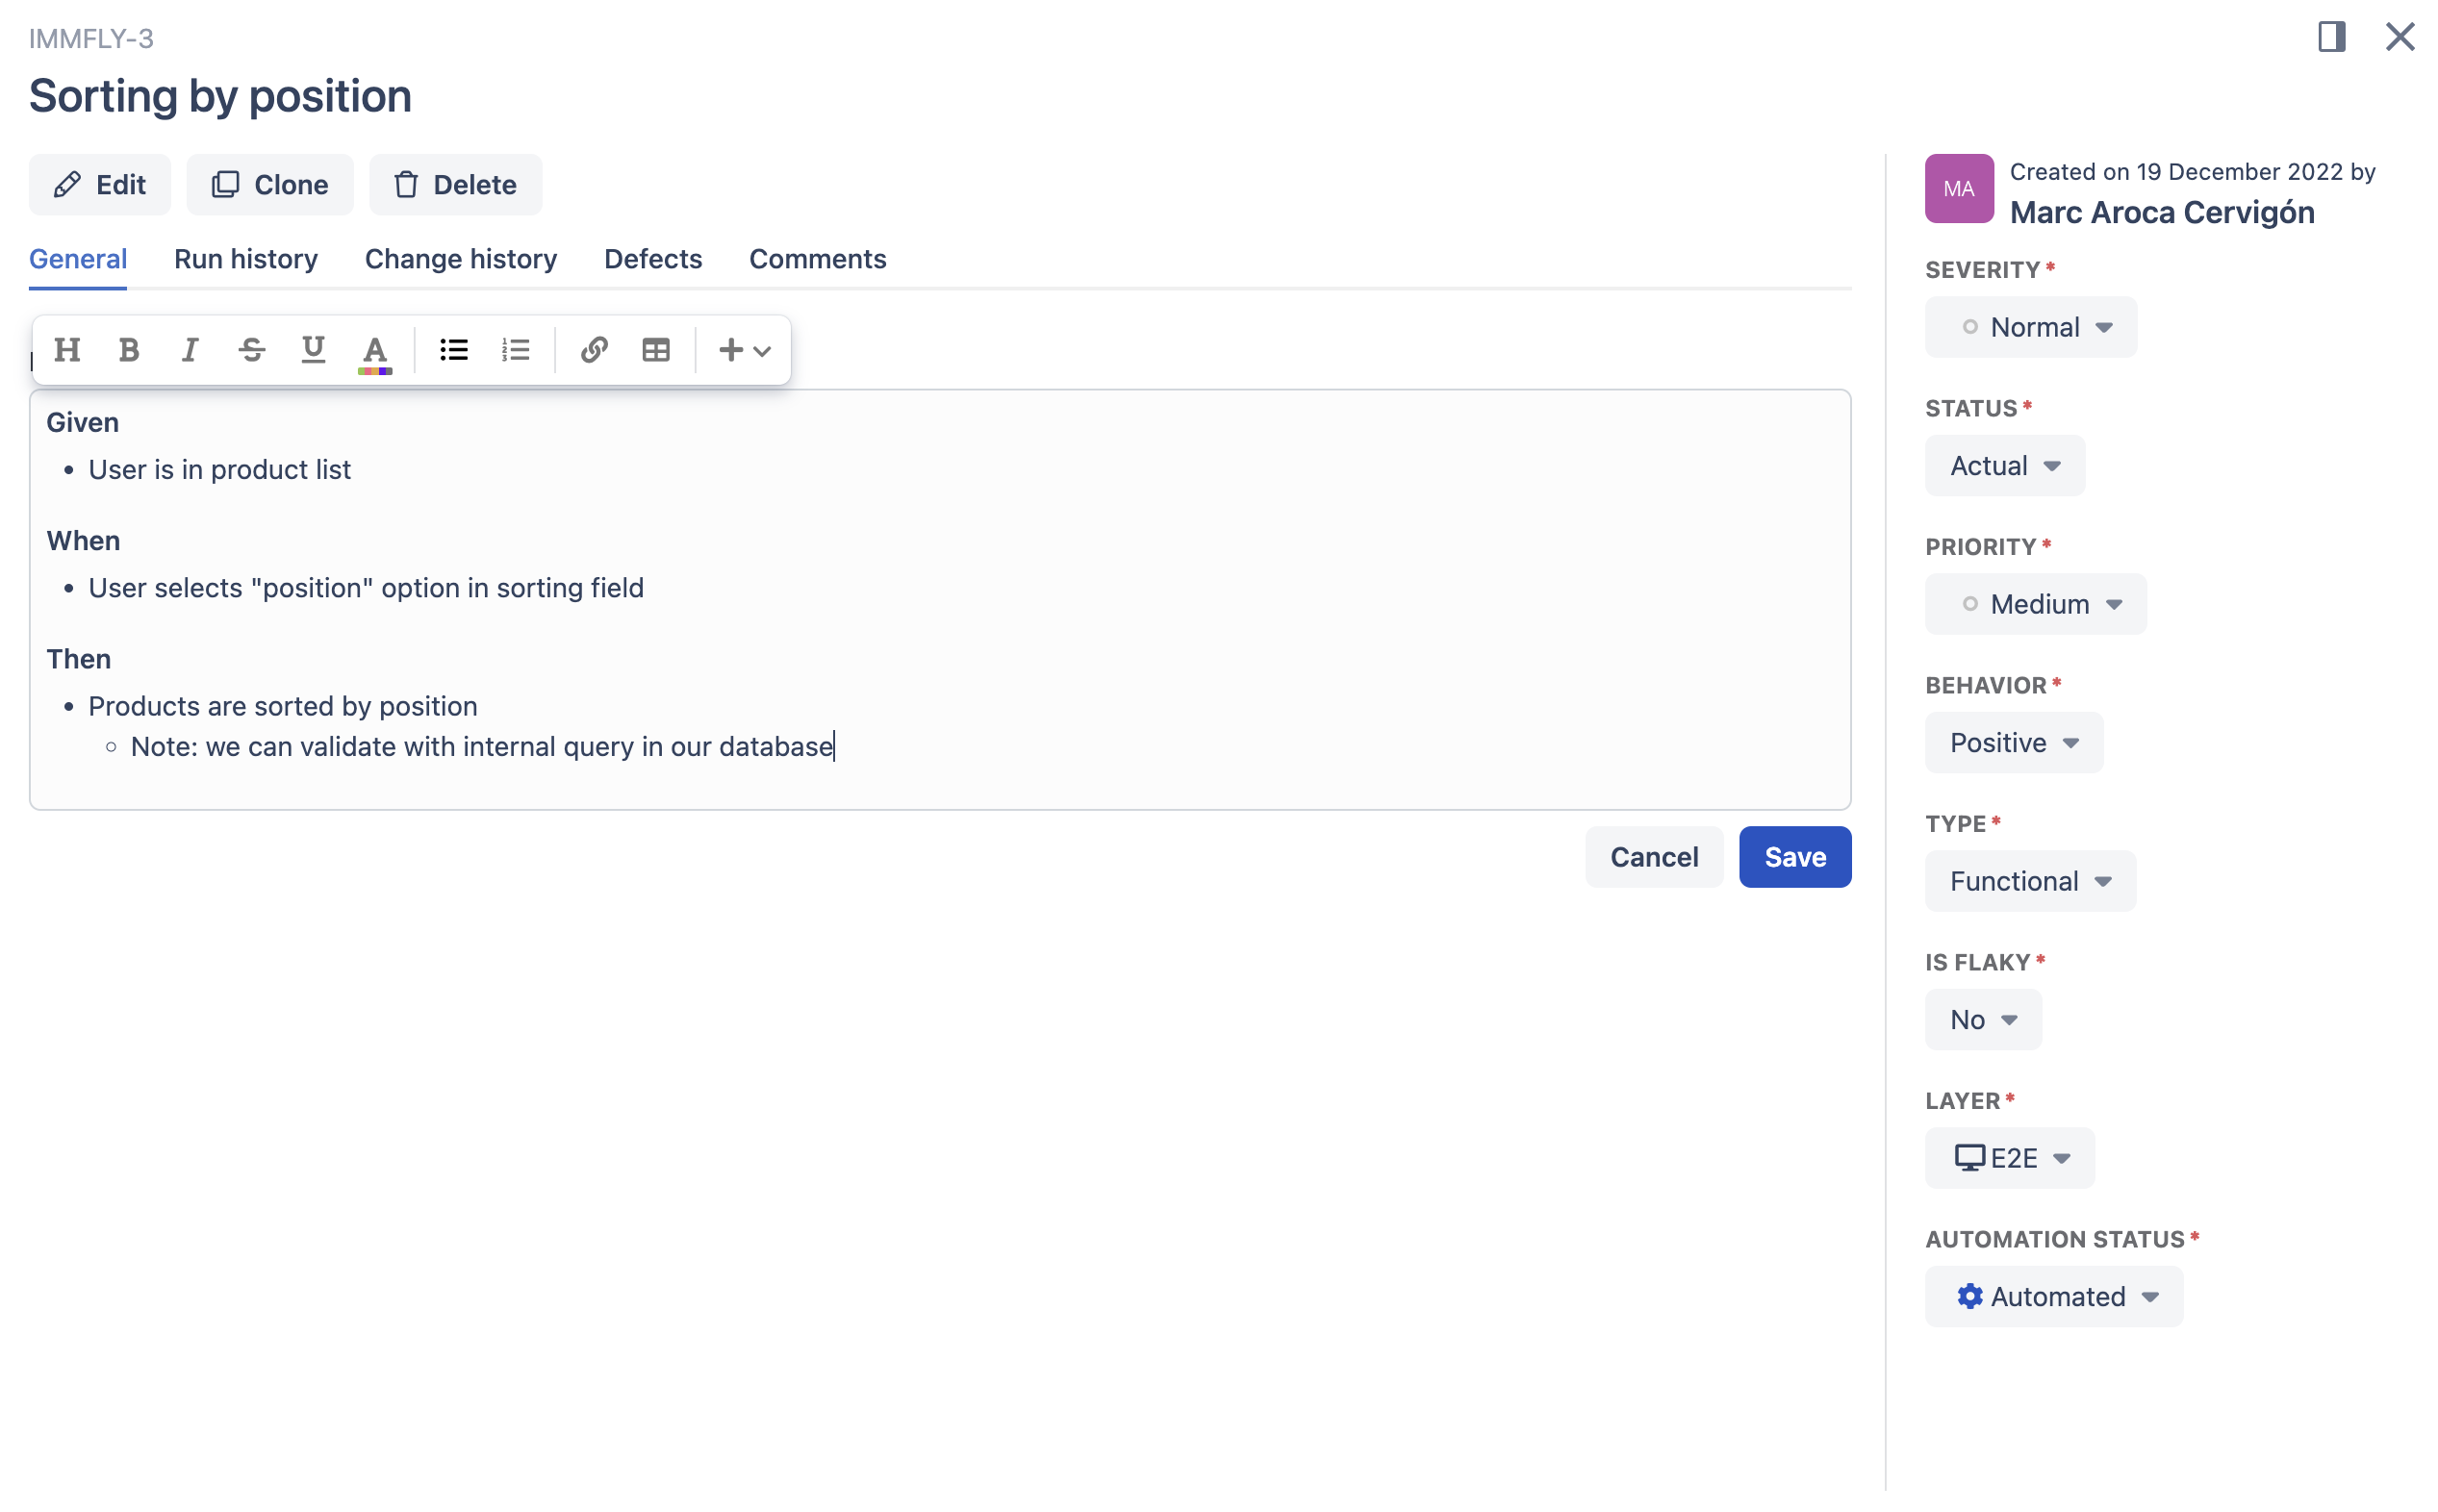 IMMFLY-3
Sorting by position
Edit
Clone
Delete
General
Run history
Change history
Defects
Comments
H B I S U A
Given
• User is in product list
When
• User selects "position" option in sorting field
Then
• Products are sorted by position
◦ Note: we can validate with internal query in our database
Cancel
Save
MA
Created on 19 December 2022 by
Marc Aroca Cervigón
SEVERITY*
Normal
STATUS*
Actual
PRIORITY*
Medium
BEHAVIOR*
Positive
TYPE*
Functional
IS FLAKY*
No
LAYER*
E2E
AUTOMATION STATUS*
Automated